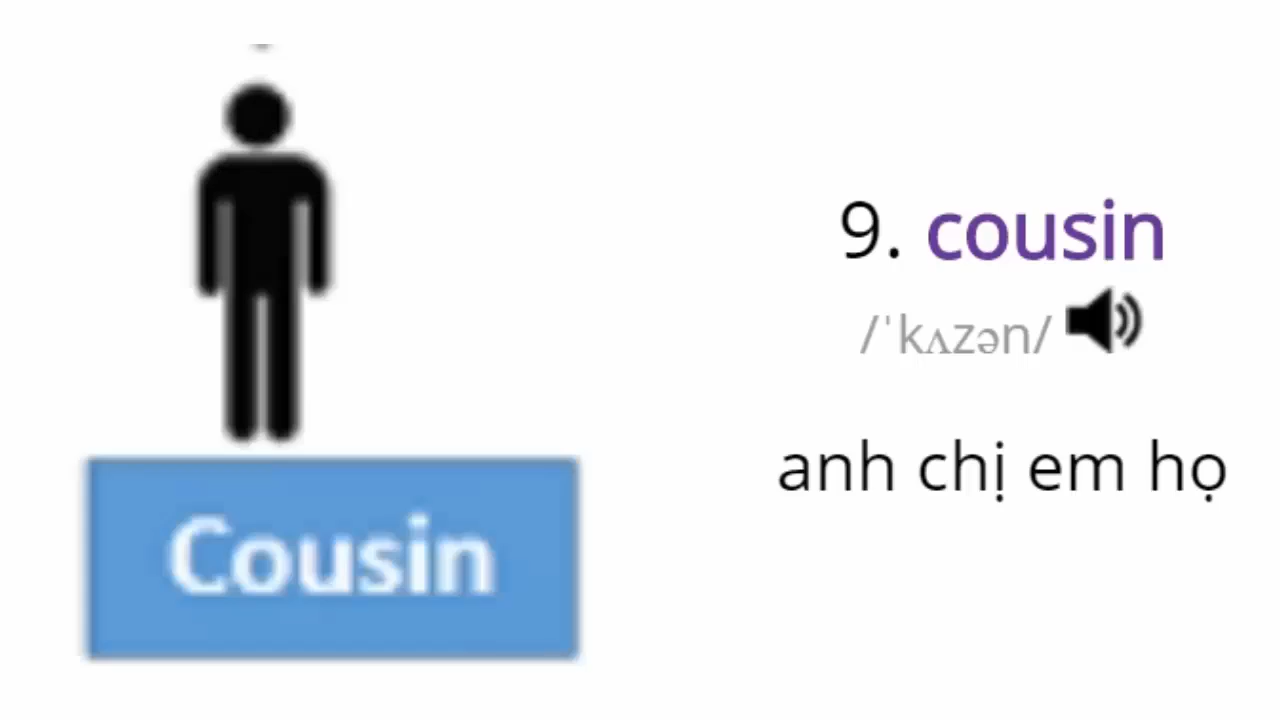 Cousin
9. cousin
/ˈkʌzən/
anh chị em họ